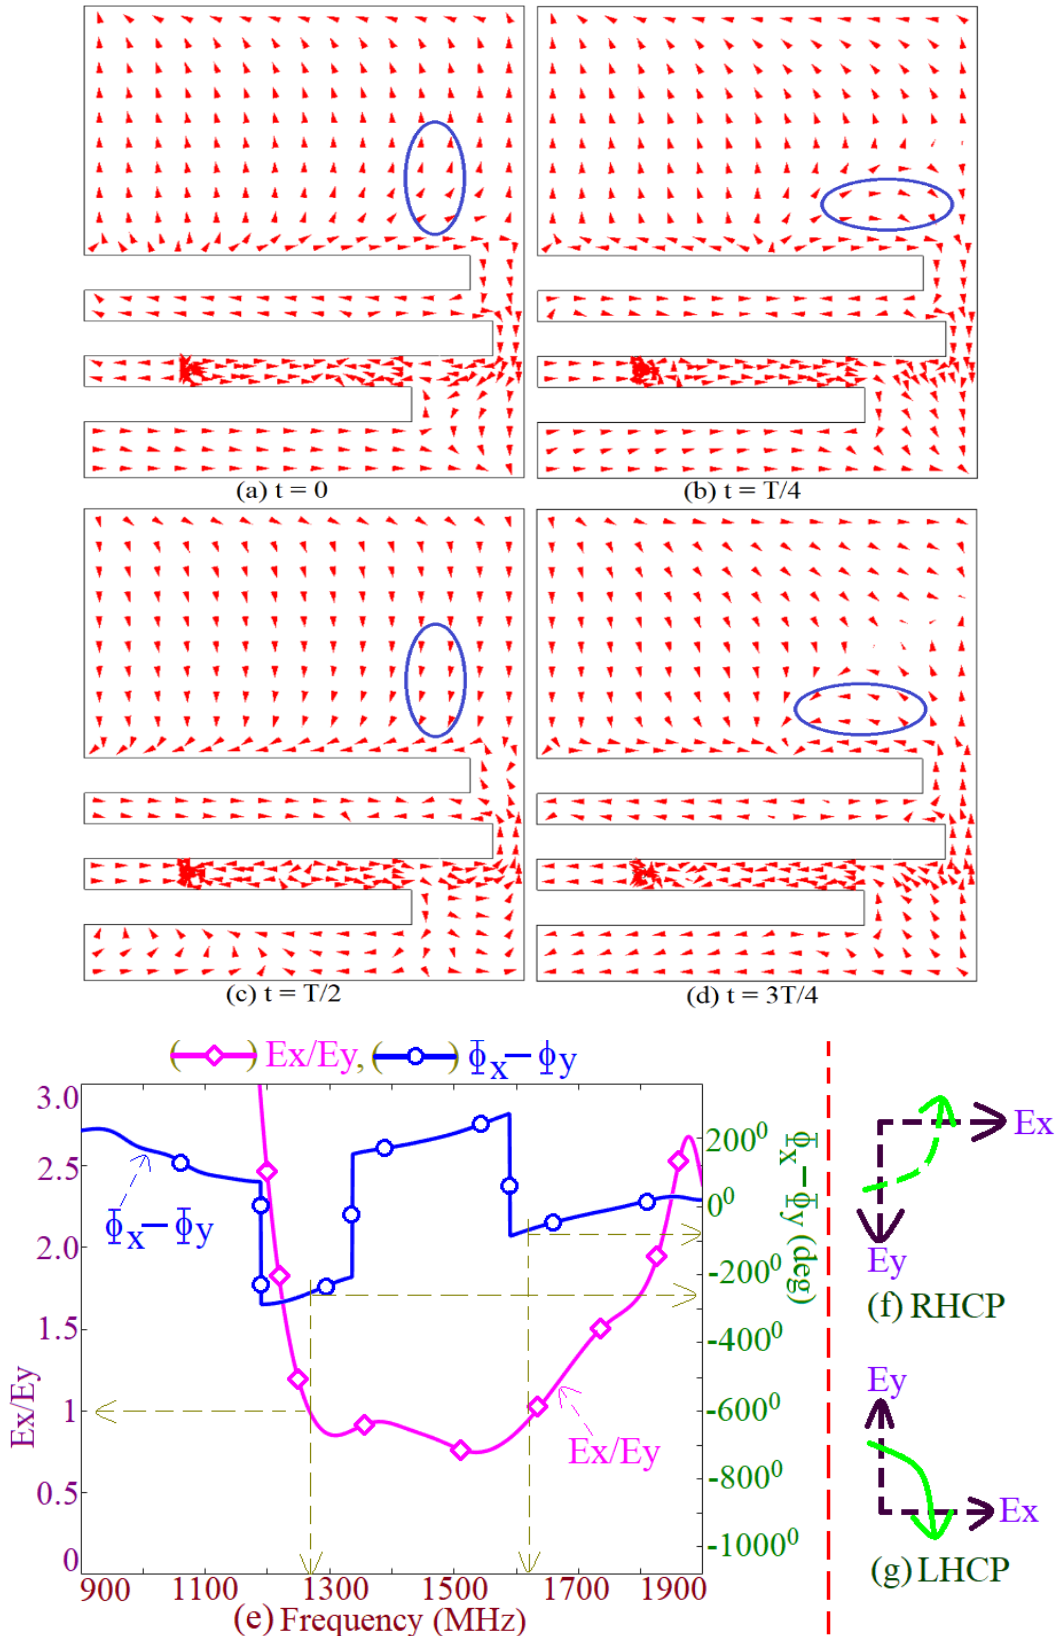 (a) t = 0
(b) t = T/4
(c) t = T/2
(d) t = 3T/4
(—◇—) Ex/Ey, (—○—) Φx— ϕy
3.0
2.5
2.0
1.5
1
0.5
0
Ex/Ey
Φx— Φy
Ex/Ey
200⁰
0⁰
-200⁰
-400⁰
-600⁰
-800⁰
-1000⁰
Φx— Φy (deg)
900 1100 1300 1500 1700 1900
(e) Frequency (MHz)
Ex
Ey
(f) RHCP
Ey
Ex
(g) LHCP